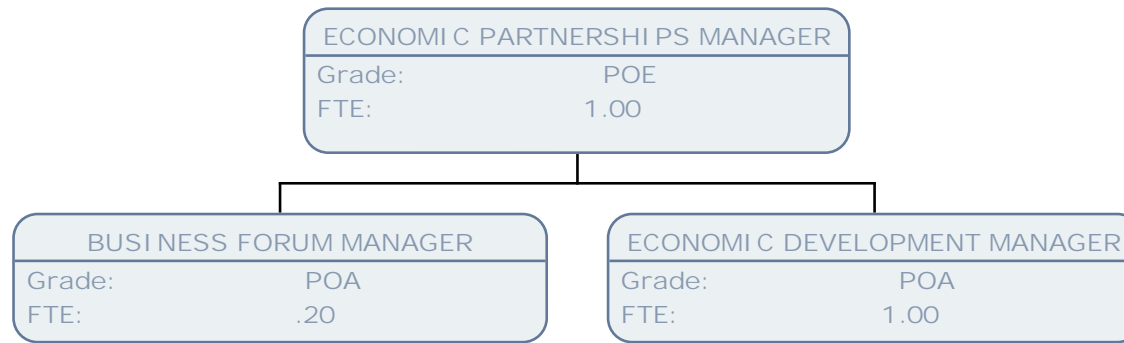 ECONOMIC PARTNERSHIPS MANAGER
Grade: POE
FTE: 1.00
BUSINESS FORUM MANAGER
Grade: POA
FTE: .20
ECONOMIC DEVELOPMENT MANAGER
Grade: POA
FTE: 1.00